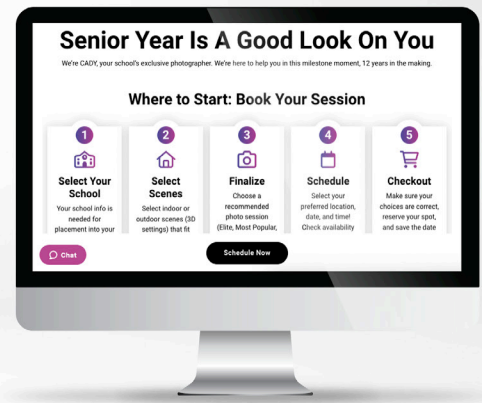 Senior Year Is A Good Look On You
We're CADY, your school's exclusive photographer. We're here to help you in this milestone moment, 12 years in the making.
Where to Start: Book Your Session
1
Select Your
School
Your school info is
needed for
placement into your
2
Select
Scenes
Select indoor or
outdoor scenes (3D
settings) that fit
3
Finalize
Choose a
recommended
photo session
(Elite, Most Popular,
4
Schedule
Select your
preferred location,
date, and time!
Check availability
5
Checkout
Make sure your
choices are correct,
reserve your spot,
and save the date
Chat
Schedule Now